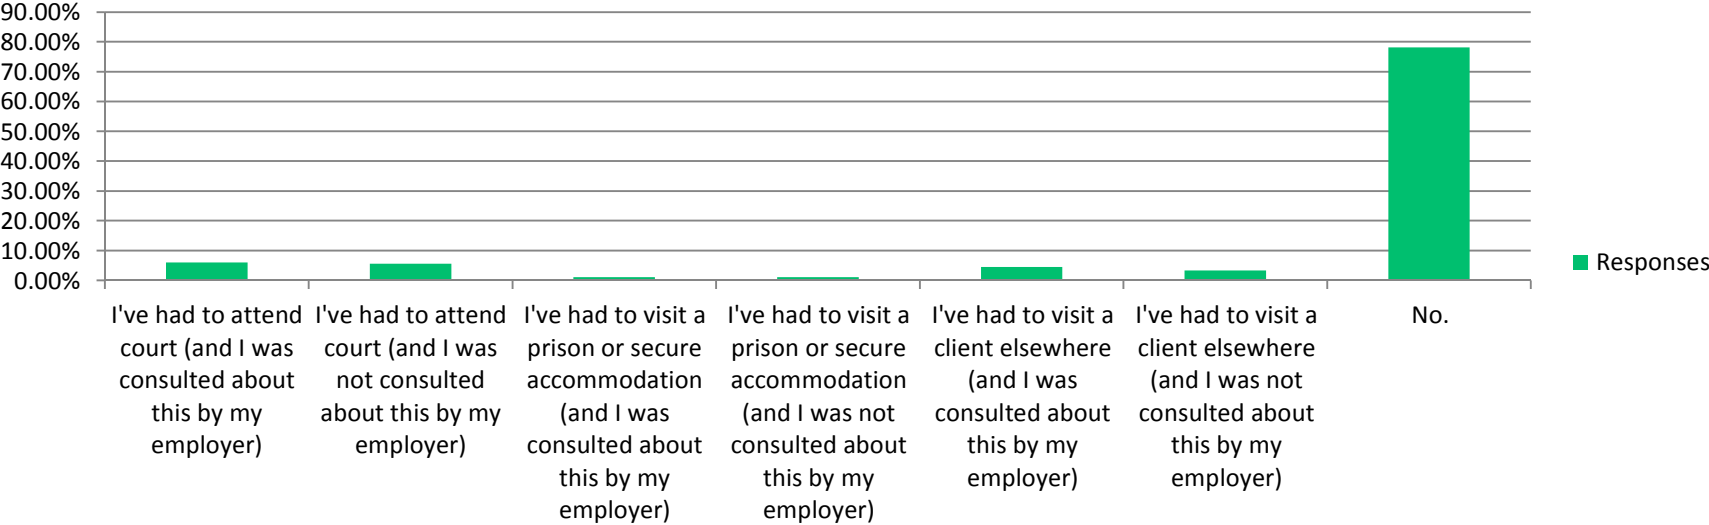 90.00%
80.00%
70.00%
60.00%
50.00%
40.00%
30.00%
20.00%
10.00%
0.00%
I've had to attend
court (and I was
consulted about
this by my
employer)
I've had to attend
court (and I was
not consulted
about this by my
employer)
I've had to visit a
prison or secure
accommodation
(and I was
consulted about
this by my
employer)
I've had to visit a
prison or secure
accommodation
(and I was not
consulted about
this by my
employer)
I've had to visit a
client elsewhere
(and I was
consulted about
this by my
employer)
I've had to visit a
client elsewhere
(and I was not
consulted about
this by my
employer)
No.
Responses